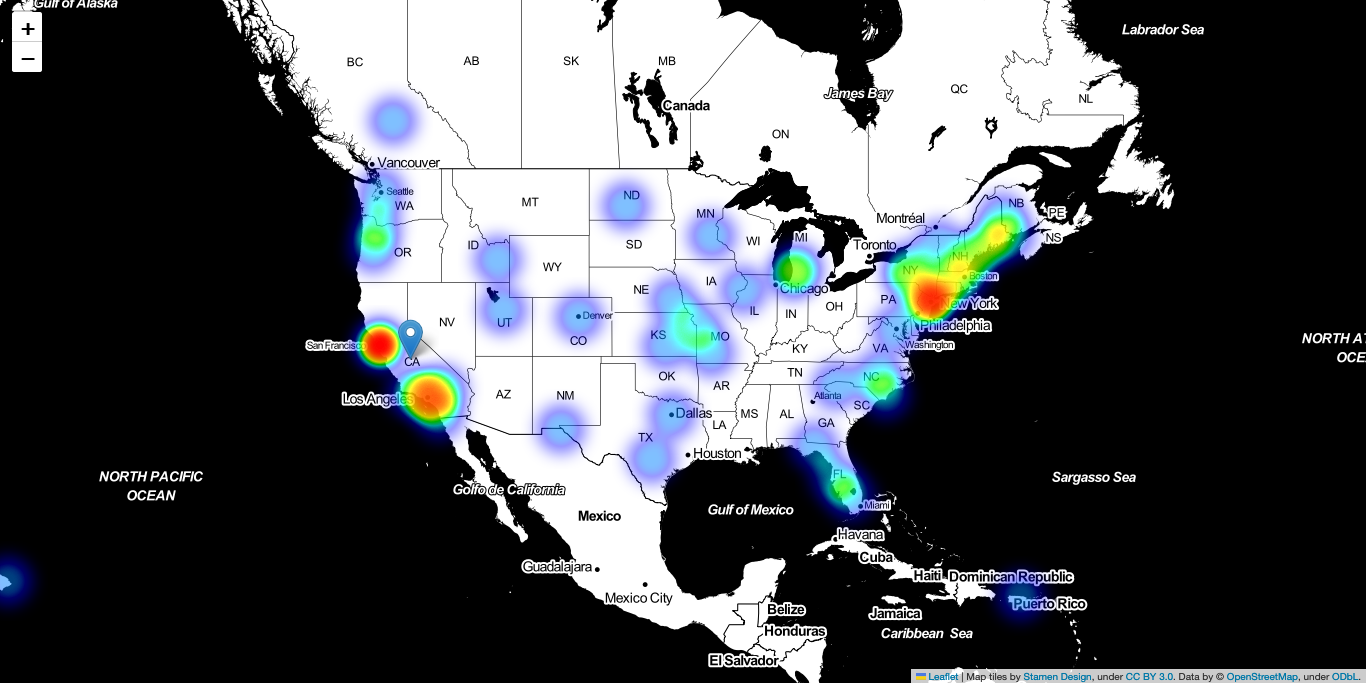 Gulf of Alaska
+
−
Labrador Sea
BC
AB
SK
MB
QC
NL
James Bay
Canada
ON
Vancouver
Seattle
WA
MT
ND
MN
NB
PE
Montréal
NS
OR
ID
SD
WI
MI
Toronto
NH
WY
NY
Boston
NV
UT
NE
IA
Chicago
IL
IN
OH
PA
New York
Denver
CO
KS
MO
Philadelphia
Washington
San Francisco
CA
KY
VA
NORTH AT
OCE
OK
TN
NC
AZ
NM
AR
Los Angeles
Atlanta
SC
Dallas
MS
AL
GA
LA
TX
Houston
NORTH PACIFIC
OCEAN
FL
Sargasso Sea
Golfo de California
Miami
Mexico
Gulf of Mexico
Havana
Cuba
Guadalajara
Haiti
Dominican Republic
Mexico City
Puerto Rico
Belize
Jamaica
Honduras
Caribbean Sea
El Salvador
Leaflet | Map tiles by Stamen Design, under CC BY 3.0. Data by © OpenStreetMap, under ODbL.